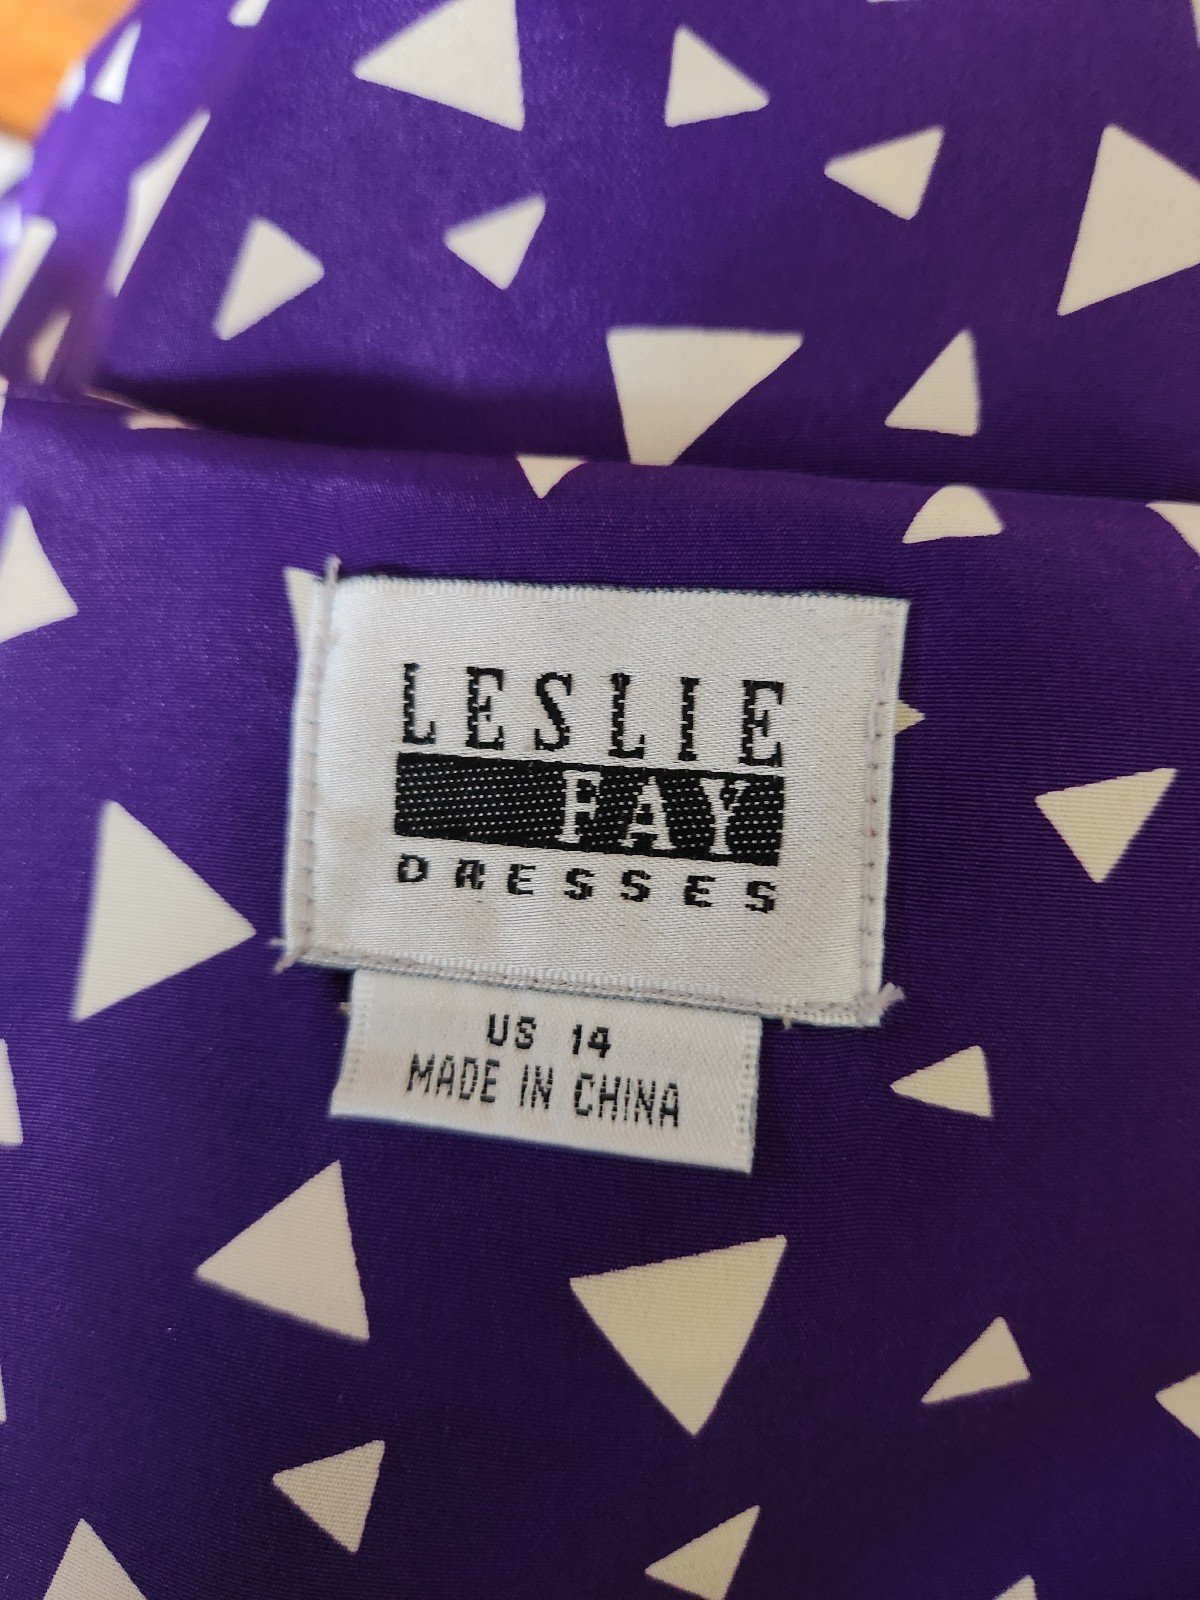 LESLIE
FAY
DRESSES
US 14
MADE IN CHINA